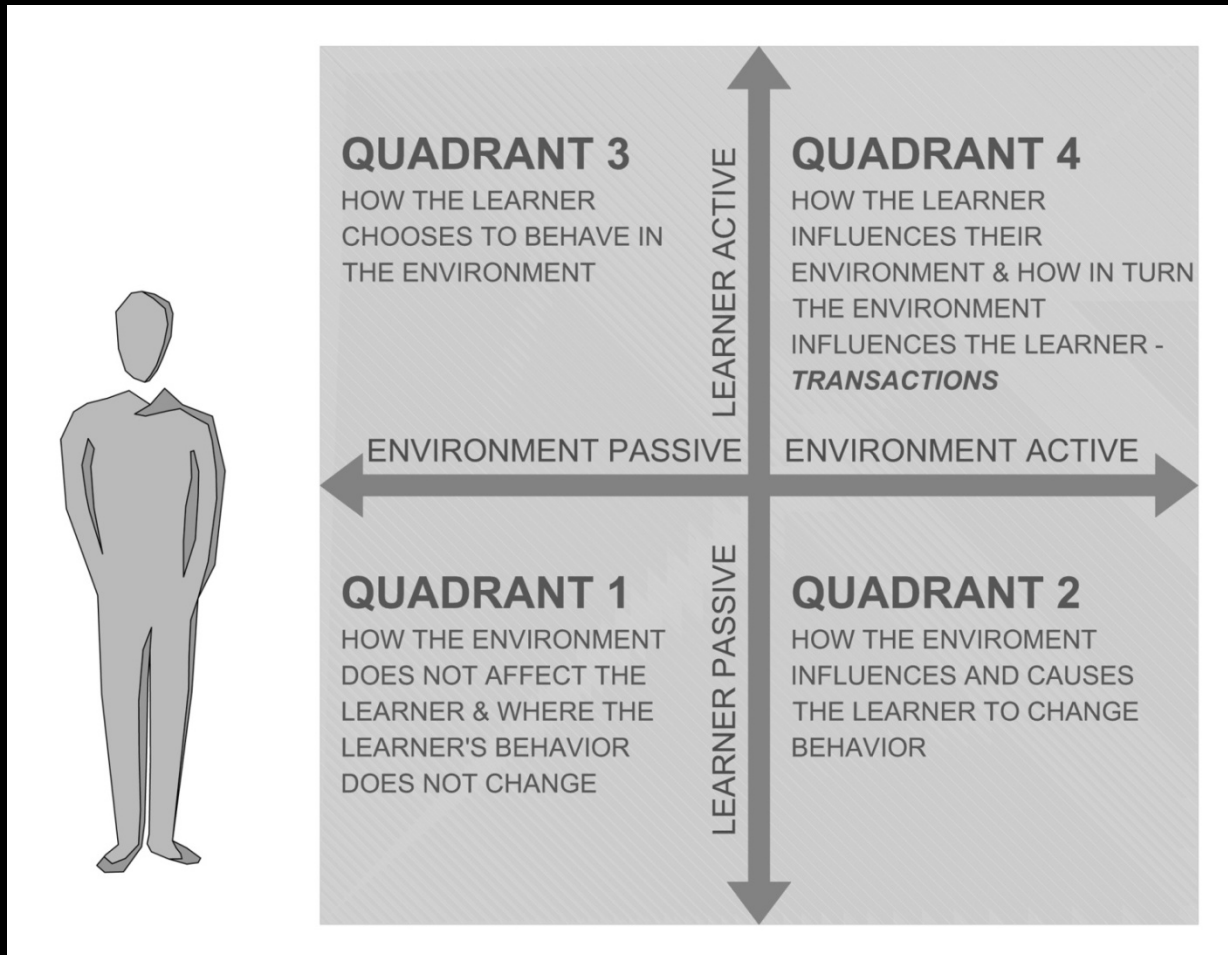 QUADRANT 3
HOW THE LEARNER
CHOOSES TO BEHAVE IN
THE ENVIRONMENT
LEARNER ACTIVE
QUADRANT 4
HOW THE LEARNER
INFLUENCES THEIR
ENVIRONMENT & HOW IN TURN
THE ENVIRONMENT
INFLUENCES THE LEARNER -
TRANSACTIONS
ENVIRONMENT PASSIVE
ENVIRONMENT ACTIVE
QUADRANT 1
HOW THE ENVIRONMENT
DOES NOT AFFECT THE
LEARNER & WHERE THE
LEARNER'S BEHAVIOR
DOES NOT CHANGE
LEARNER PASSIVE
QUADRANT 2
HOW THE ENVIROMENT
INFLUENCES AND CAUSES
THE LEARNER TO CHANGE
BEHAVIOR